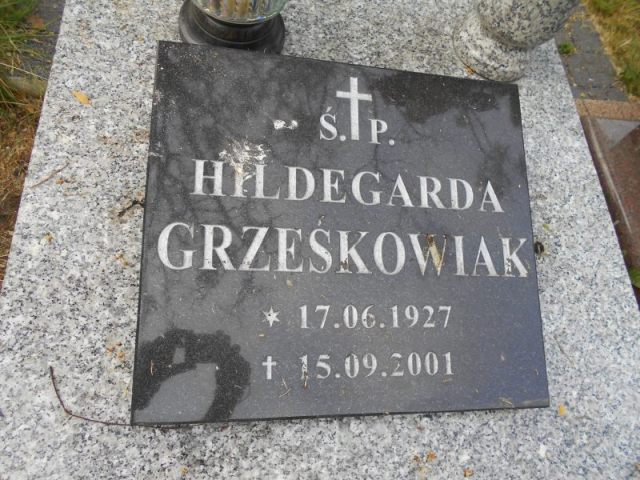 Ś. P.
HILDEGARDA
GRZEŚKOWIAK
* 17.06.1927
✝ 15.09.2001